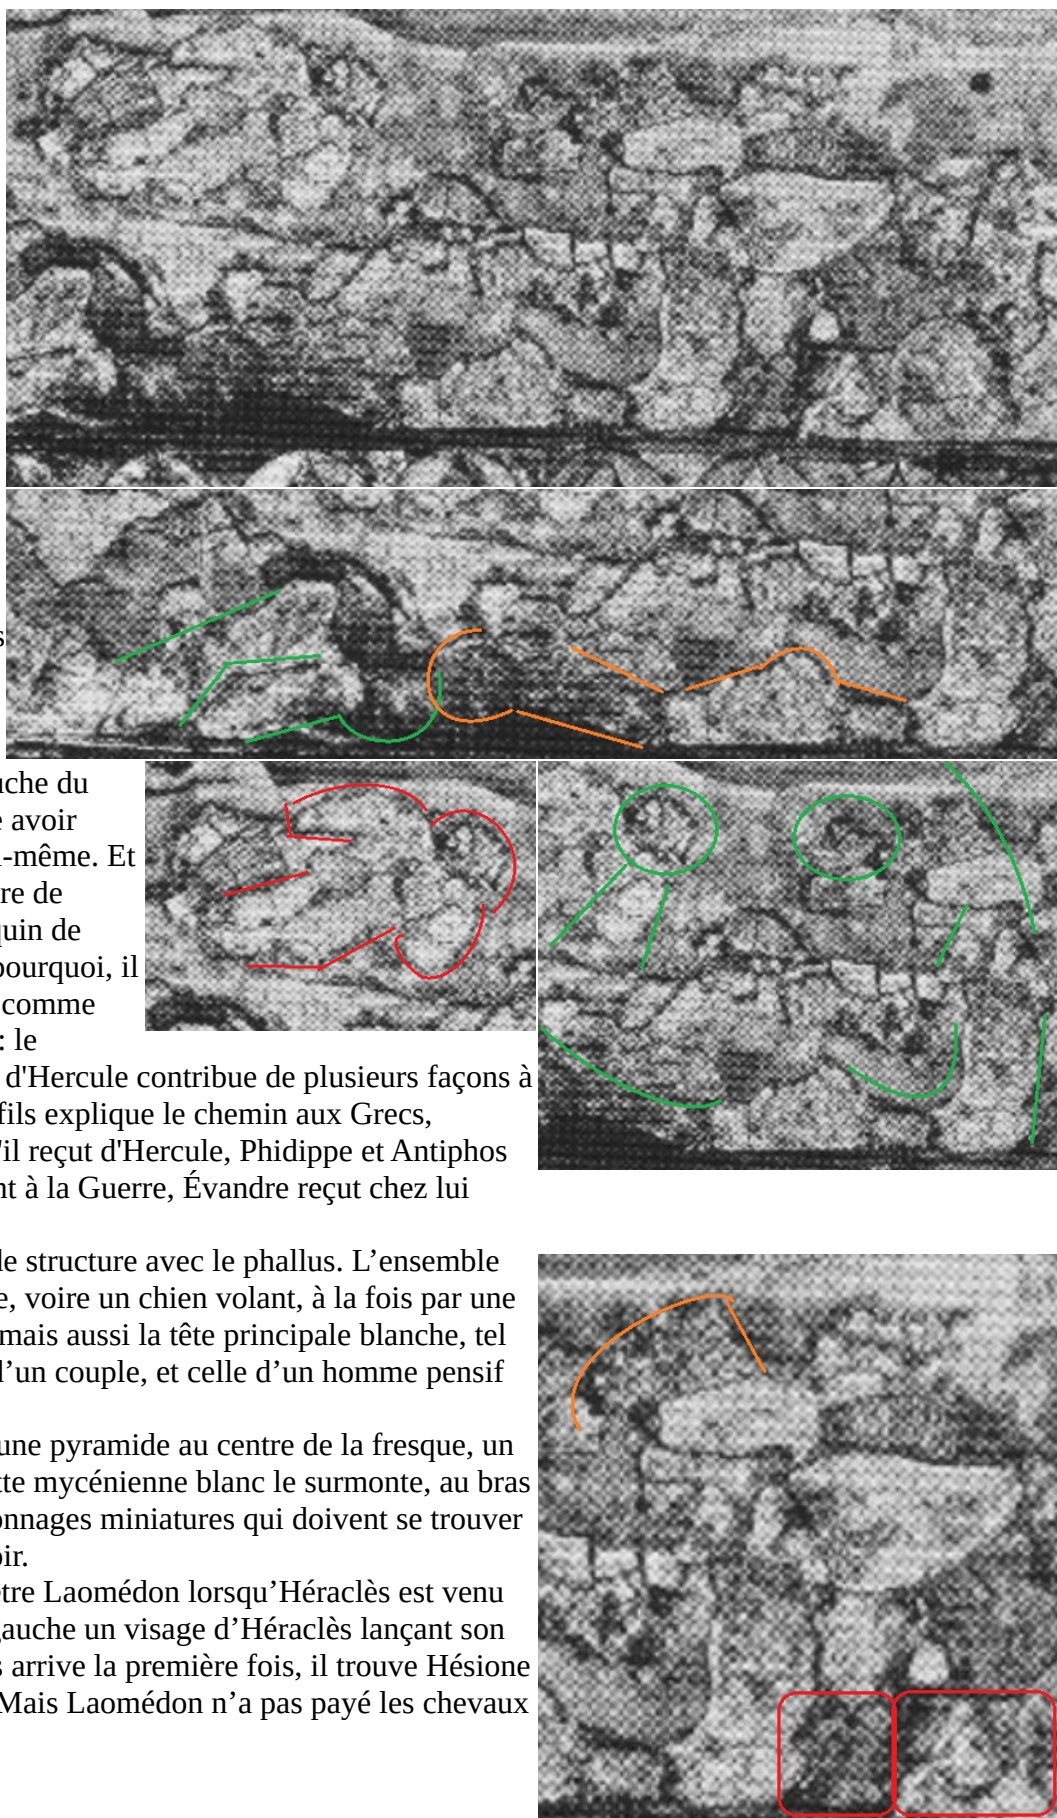 s
uche du
e avoir
i-même. Et
re de
quin de
pourquoi, il
comme
: le
d'Hercule contribue de plusieurs façons à
fils explique le chemin aux Grecs,
'il reçut d'Hercule, Phidippe et Antiphos
nt à la Guerre, Évandre reçut chez lui
de structure avec le phallus. L’ensemble
e, voire un chien volant, à la fois par une
mais aussi la tête principale blanche, tel
d’un couple, et celle d’un homme pensif
une pyramide au centre de la fresque, un
tte mycénienne blanc le surmonte, au bras
onnages miniatures qui doivent se trouver
oir.
être Laomédon lorsqu’Héraclès est venu
gauche un visage d’Héraclès lançant son
s arrive la première fois, il trouve Hésione
Mais Laomédon n’a pas payé les chevaux